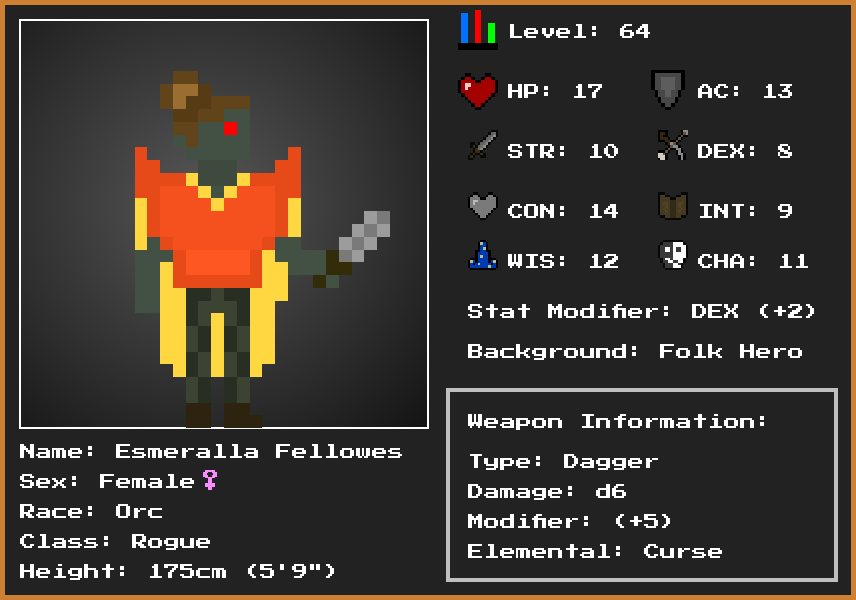 Level: 64
HP: 17
AC: 13
STR: 10
DEX: 8
CON: 14
INT: 9
WIS: 12
CHA: 11
Stat Modifier: DEX (+2)
Background: Folk Hero
Weapon Information:
Type: Dagger
Damage: d6
Modifier: (+5)
Elemental: Curse
Name: Esmeralla Fellowes
Sex: Female♀
Race: Orc
Class: Rogue
Height: 175cm (5'9")